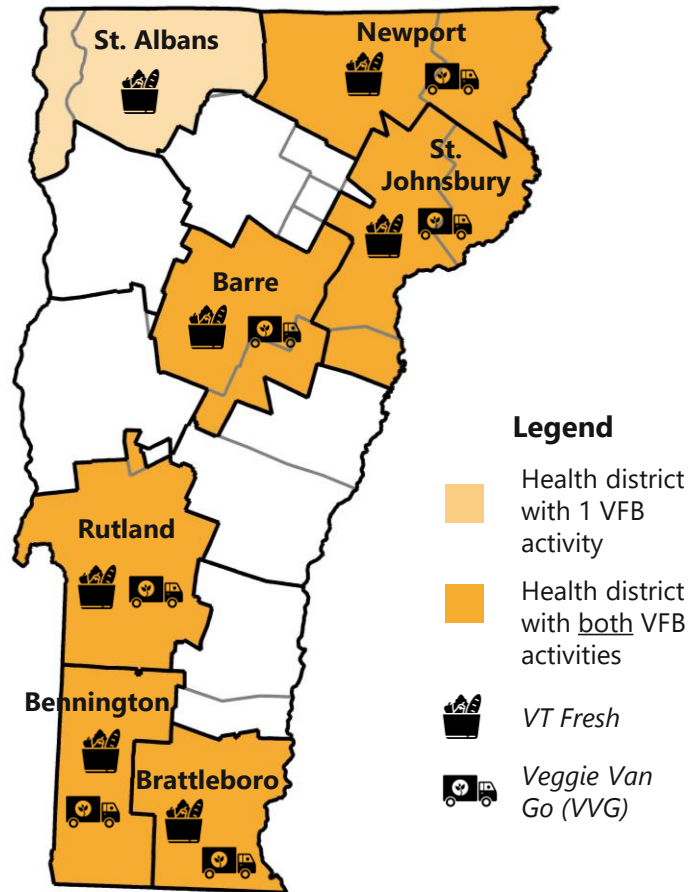 St. Albans
Newport
St.
Johnsbury
Barre
Rutland
Bennington
Brattleboro
Legend
Health district
with 1 VFB
activity
Health district
with both VFB
activities
VT Fresh
Veggie Van
Go (VVG)